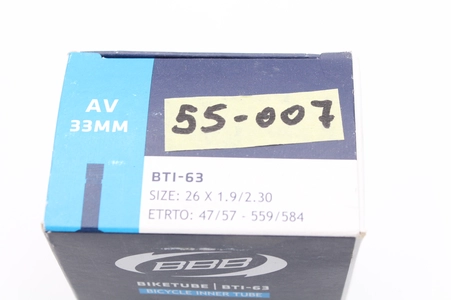 AV
33MM
55-007
BTI-63
SIZE: 26 X 1.9/2.30
ETRTO: 47/57 - 559/584
BBB
BIKETUBE | BTI-63
BICYCLE INNER TUBE